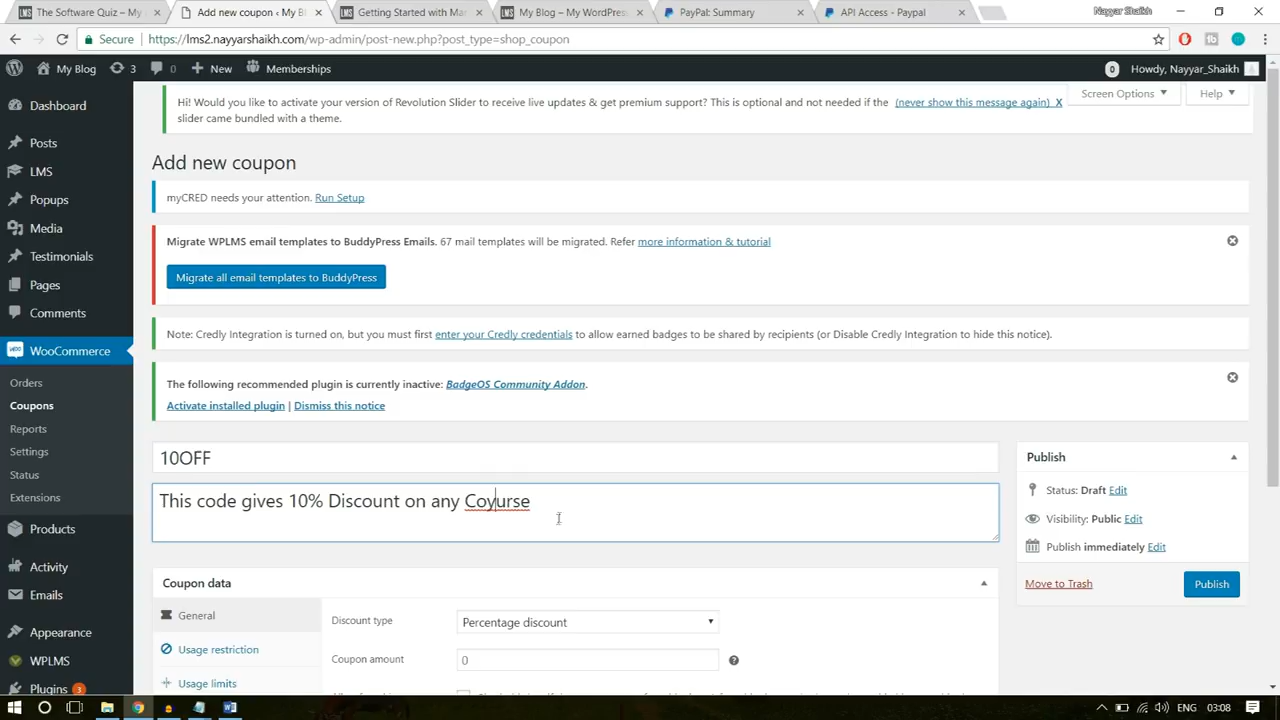 The Software Quiz – My
Add new coupon ‹ My Bl
Getting Started with Mas
My Blog – My WordPress
PayPal: Summary
API Access - Paypal
Nayyar Shaikh
Secure
https://lms2.nayyarshaikh.com/wp-admin/post-new.php?post_type=shop_coupon
My Blog 3 0 New Memberships
0 Howdy, Nayyar_Shaikh
Dashboard
Posts
LMS
Popups
Media
Testimonials
Pages
Comments
WooCommerce
Orders
Coupons
Reports
Settings
Status
Extensions
Products
Activity
Emails
Appearance
WPLMS
Plugins 3
Hi! Would you like to activate your version of Revolution Slider to receive live updates & get premium support? This is optional and not needed if the
slider came bundled with a theme.
(never show this message again) X
Screen Options
Help
Add new coupon
myCRED needs your attention. Run Setup
Migrate WPLMS email templates to BuddyPress Emails. 67 mail templates will be migrated. Refer more information & tutorial
Migrate all email templates to BuddyPress
Note: Credly Integration is turned on, but you must first enter your Credly credentials to allow earned badges to be shared by recipients (or Disable Credly Integration to hide this notice).
The following recommended plugin is currently inactive: BadgeOS Community Addon.
Activate installed plugin | Dismiss this notice
10OFF
This code gives 10% Discount on any Coyurse
Coupon data
General
Usage restriction
Usage limits
Discount type
Percentage discount
Coupon amount
0
Publish
Status: Draft Edit
Visibility: Public Edit
Publish immediately Edit
Move to Trash
Publish
ENG
03:08